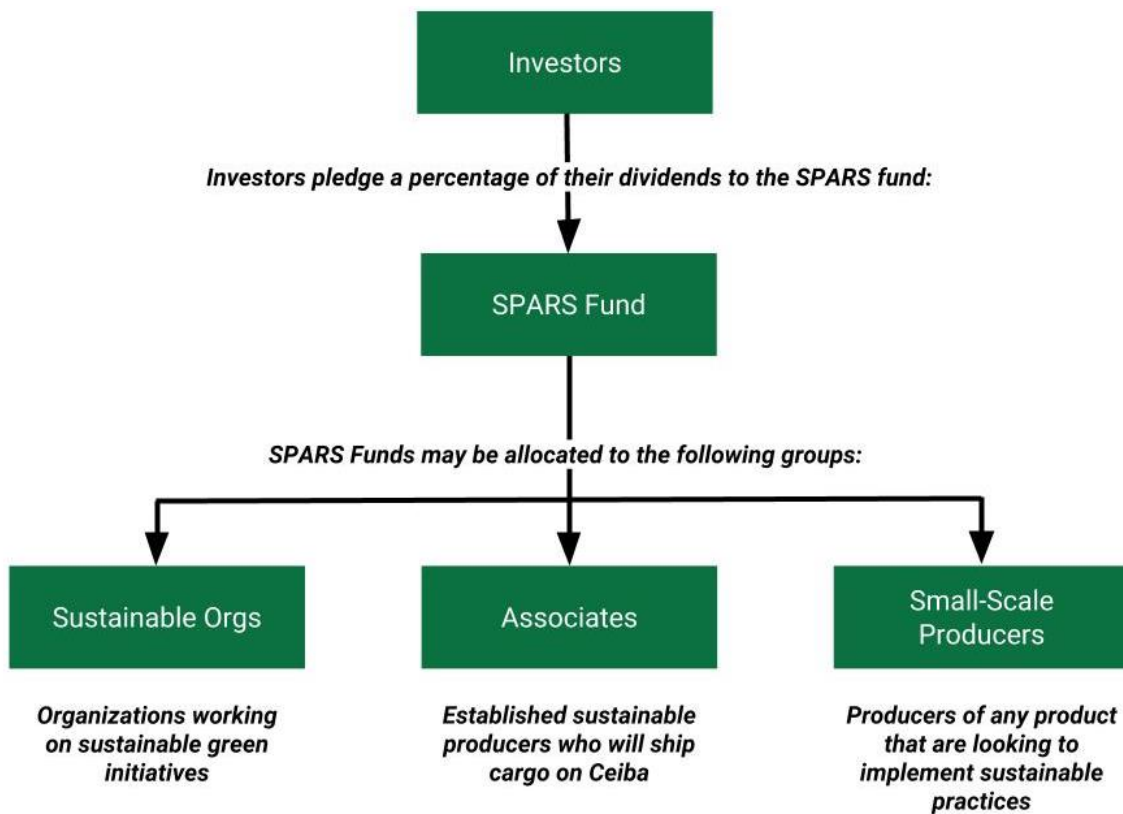 Investors
Investors pledge a percentage of their dividends to the SPARS fund:
SPARS Fund
SPARS Funds may be allocated to the following groups:
Sustainable Orgs
Organizations working
on sustainable green
initiatives
Associates
Established sustainable
producers who will ship
cargo on Ceiba
Small-Scale
Producers
Producers of any product
that are looking to
implement sustainable
practices